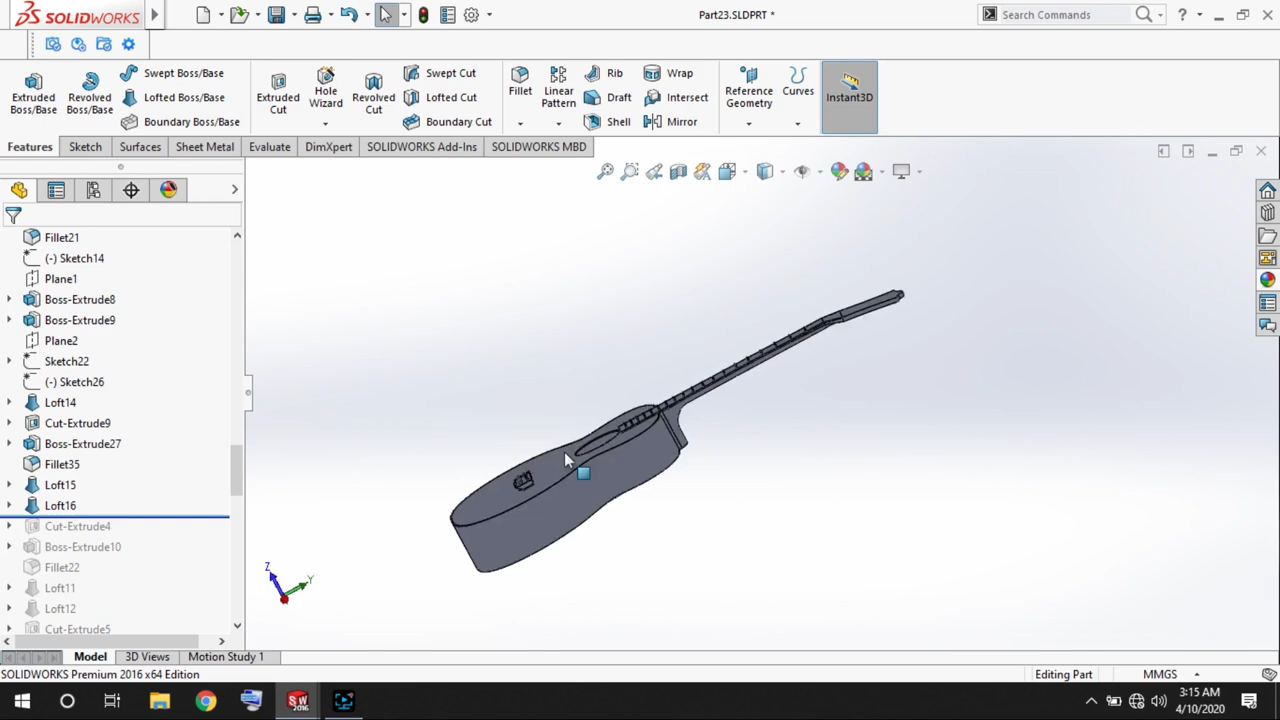 SOLIDWORKS
Part23.SLDPRT *
Search Commands
Extruded Boss/Base
Revolved Boss/Base
Swept Boss/Base
Lofted Boss/Base
Boundary Boss/Base
Extruded Cut
Hole Wizard
Revolved Cut
Swept Cut
Lofted Cut
Boundary Cut
Fillet
Linear Pattern
Rib
Draft
Shell
Wrap
Intersect
Mirror
Reference Geometry
Curves
Instant3D
Features Sketch Surfaces Sheet Metal Evaluate DimXpert SOLIDWORKS Add-Ins SOLIDWORKS MBD
Fillet21
(-) Sketch14
Plane1
Boss-Extrude8
Boss-Extrude9
Plane2
Sketch22
(-) Sketch26
Loft14
Cut-Extrude9
Boss-Extrude27
Fillet35
Loft15
Loft16
Cut-Extrude4
Boss-Extrude10
Fillet22
Loft11
Loft12
Cut-Extrude5
Z
Y
Model 3D Views Motion Study 1
SOLIDWORKS Premium 2016 x64 Edition
Editing Part
MMGS
SW
2016
3:15 AM
4/10/2020